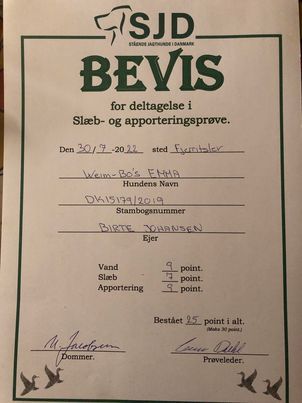 SJD
STÅENDE JAGTHUNDE I DANMARK
BEVIS
for deltagelse i
Slæb- og apporteringsprøve.
Den 30/7-2022 sted Fjerritslev
Weim-Bo's EMMA
Hundens Navn
DK15179/2019
Stambogsnummer
BIRTE JOHANSEN
Ejer
Vand 9 point.
Slæb 7 point.
Apportering 9 point.
Bestået 25 point i alt.
(Maks 30 point.)
Dommer. Prøveleder.